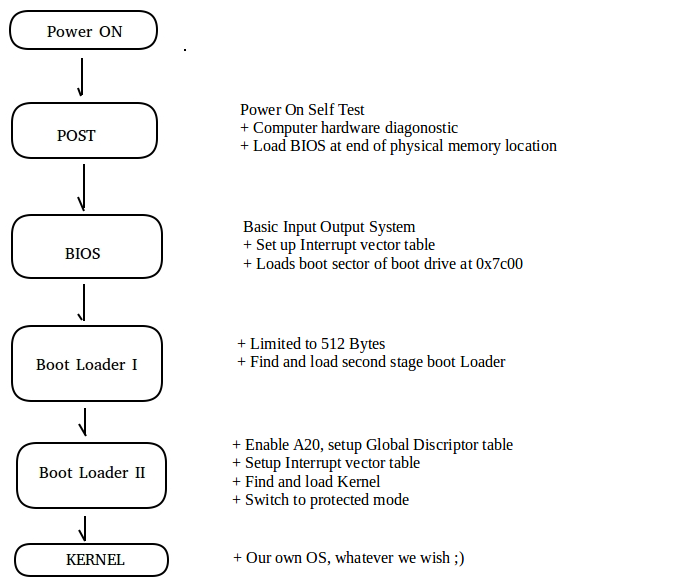 Power ON
POST
Power On Self Test
+ Computer hardware diagonostic
+ Load BIOS at end of physical memory location
BIOS
Basic Input Output System
+ Set up Interrupt vector table
+ Loads boot sector of boot drive at 0x7c00
Boot Loader I
+ Limited to 512 Bytes
+ Find and load second stage boot Loader
Boot Loader II
+ Enable A20, setup Global Discriptor table
+ Setup Interrupt vector table
+ Find and load Kernel
+ Switch to protected mode
KERNEL
+ Our own OS, whatever we wish ;)